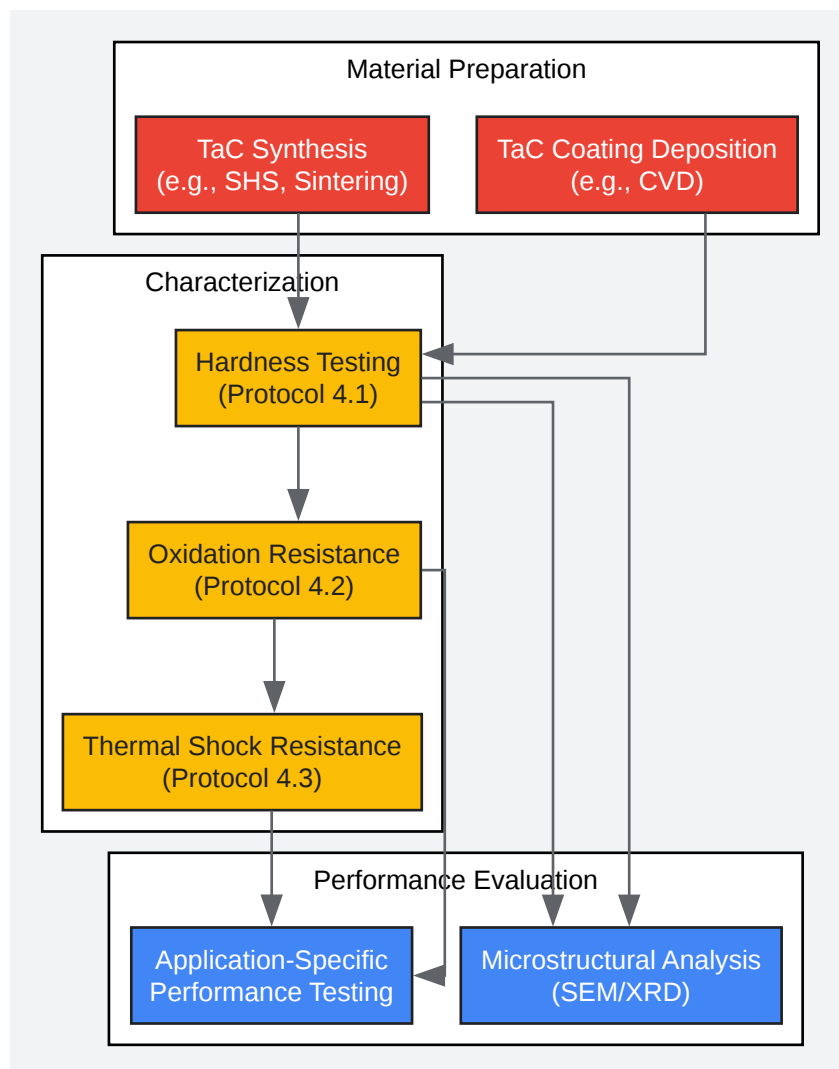 Material Preparation
TaC Synthesis
(e.g., SHS, Sintering)
TaC Coating Deposition
(e.g., CVD)
Characterization
Hardness Testing
(Protocol 4.1)
Oxidation Resistance
(Protocol 4.2)
Thermal Shock Resistance
(Protocol 4.3)
Performance Evaluation
Application-Specific
Performance Testing
Microstructural Analysis
(SEM/XRD)